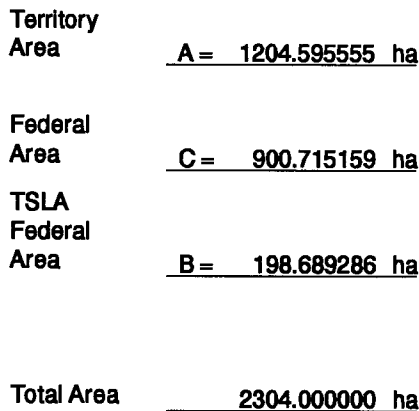 Territory
Area A = 1204.595555 ha
Federal
Area C = 900.715159 ha
TSLA
Federal
Area B = 198.689286 ha
Total Area 2304.000000 ha